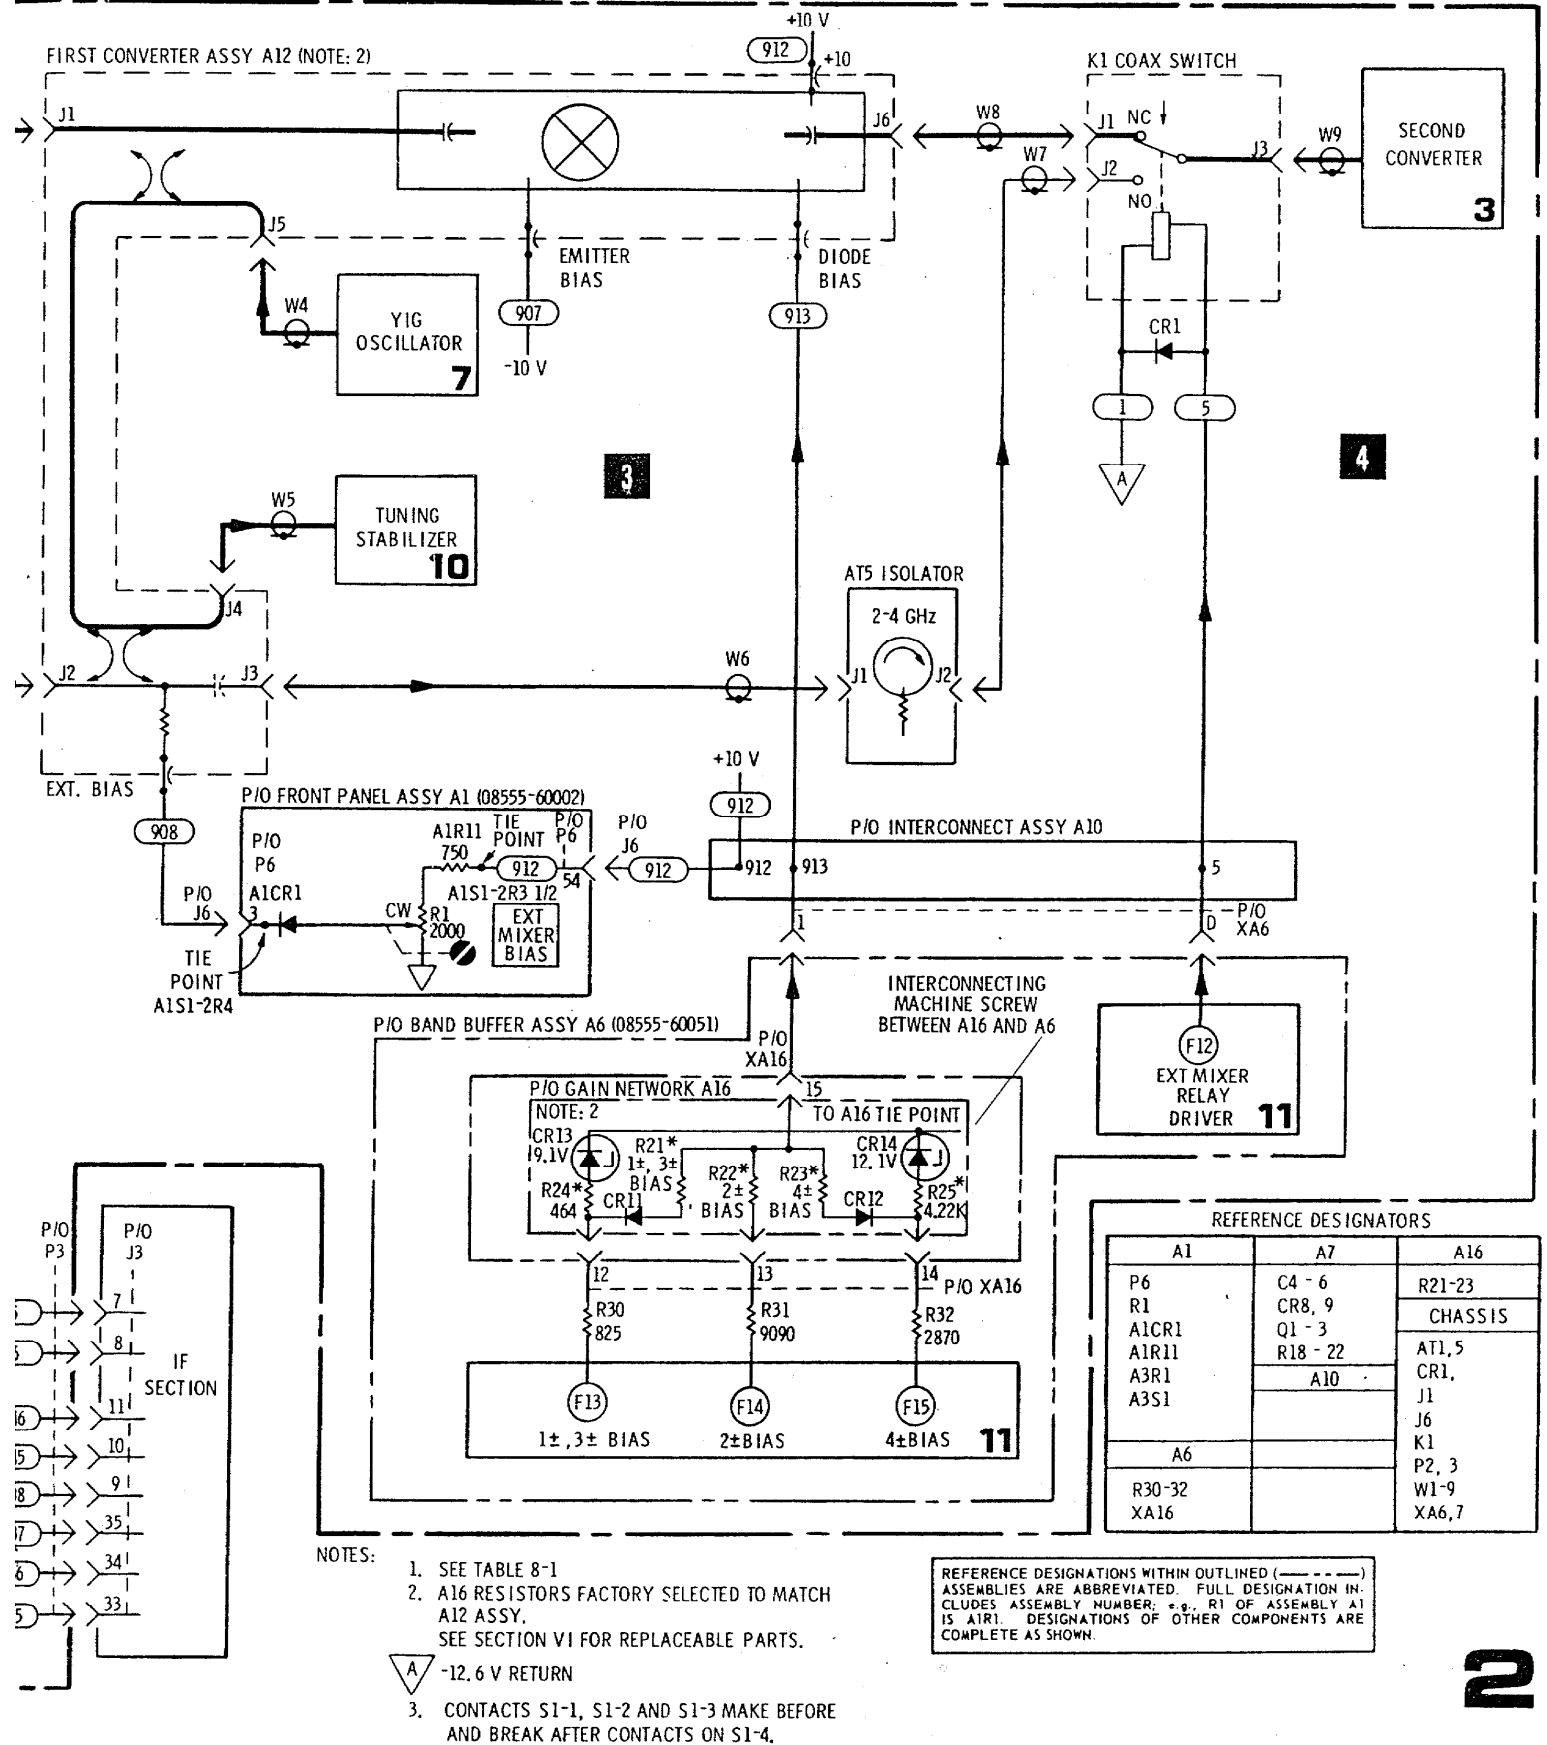 +10 V
912
+10
FIRST CONVERTER ASSY A12 (NOTE: 2)
K1 COAX SWITCH
J1
J6
W8
J1
NC
W9
SECOND
CONVERTER
3
J3
W7
J2
NO
J5
EMITTER
BIAS
DIODE
BIAS
W4
YIG
OSCILLATOR
7
907
-10 V
913
CR1
1
5
A
3
4
W5
TUNING
STABILIZER
10
J4
AT5 ISOLATOR
2-4 GHz
J1
J2
J2
J3
W6
EXT. BIAS
908
+10 V
912
P/O FRONT PANEL ASSY A1 (08555-60002)
P/O
P6
A1CR1
3
A1R11
750
TIE
POINT
912
P/O
P6
54
P/O
J6
912
A1S1-2R3 1/2
EXT
MIXER
BIAS
CW
R1
2000
P/O
J6
TIE
POINT
A1S1-2R4
P/O INTERCONNECT ASSY A10
912
913
5
1
D
P/O
XA6
P/O BAND BUFFER ASSY A6 (08555-60051)
INTERCONNECTING
MACHINE SCREW
BETWEEN A16 AND A6
P/O
XA16
F12
EXT MIXER
RELAY
DRIVER
11
P/O GAIN NETWORK A16
15
NOTE: 2
TO A16 TIE POINT
CR13
9.1V
R21*
1±, 3±
BIAS
R22*
2±
BIAS
R23*
4±
BIAS
CR14
12.1V
R24*
464
CR11
CR12
R25*
4.22K
12
13
14
P/O XA16
R30
825
R31
9090
R32
2870
F13
F14
F15
1±,3± BIAS
2±BIAS
4±BIAS
11
P/O
P3
P/O
J3
7
8
11
10
9
35
34
33
IF
SECTION
REFERENCE DESIGNATORS
A1
A7
A16
P6
R1
A1CR1
A1R11
A3R1
A3S1
A6
R30-32
XA16
C4 - 6
CR8, 9
Q1 - 3
R18 - 22
A10
R21-23
CHASSIS
AT1,5
CR1,
J1
J6
K1
P2, 3
W1-9
XA6,7
NOTES:
1. SEE TABLE 8-1
2. A16 RESISTORS FACTORY SELECTED TO MATCH
A12 ASSY.
SEE SECTION VI FOR REPLACEABLE PARTS.
A -12.6 V RETURN
3. CONTACTS S1-1, S1-2 AND S1-3 MAKE BEFORE
AND BREAK AFTER CONTACTS ON S1-4.
REFERENCE DESIGNATIONS WITHIN OUTLINED (—--—)
ASSEMBLIES ARE ABBREVIATED. FULL DESIGNATION IN-
CLUDES ASSEMBLY NUMBER; e.g., R1 OF ASSEMBLY A1
IS A1R1. DESIGNATIONS OF OTHER COMPONENTS ARE
COMPLETE AS SHOWN.
2